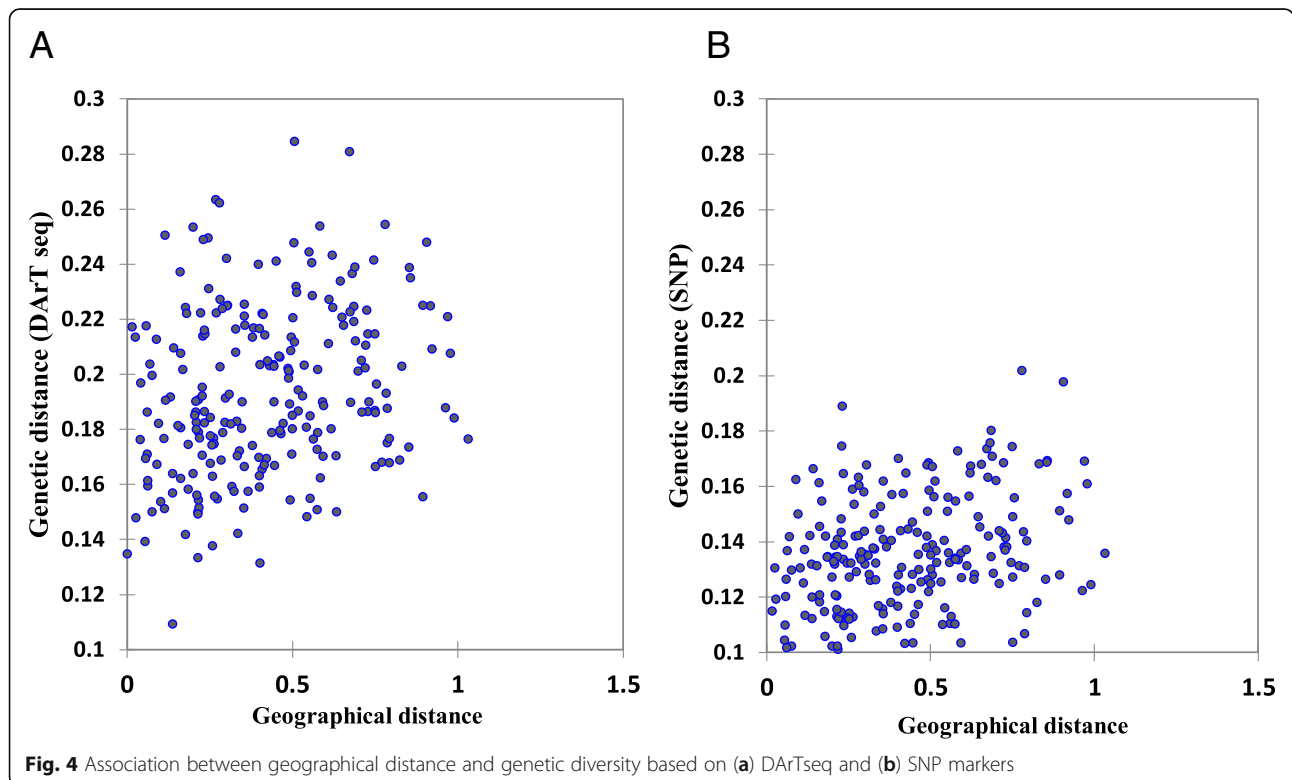 A
B
0.3
0.28
0.26
0.24
0.22
0.2
0.18
0.16
0.14
0.12
0.1
Genetic distance (DArT seq)
0 0.5 1 1.5
Geographical distance
0.3
0.28
0.26
0.24
0.22
0.2
0.18
0.16
0.14
0.12
0.1
Genetic distance (SNP)
0 0.5 1 1.5
Geographical distance
Fig. 4 Association between geographical distance and genetic diversity based on (a) DArTseq and (b) SNP markers